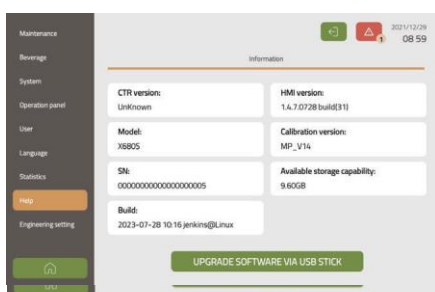 Maintenance
Beverage
System
Operation panel
User
Language
Statistics
Help
Engineering setting
1
2021/12/29
08 59
Information
CTR version:
UnKnown
HMI version:
1.4.7.0728 build(31)
Model:
X680S
Calibration version:
MP_V14
SN:
00000000000000000005
Available storage capability:
9.60GB
Build:
2023-07-28 10:16 jenkins@Linux
UPGRADE SOFTWARE VIA USB STICK